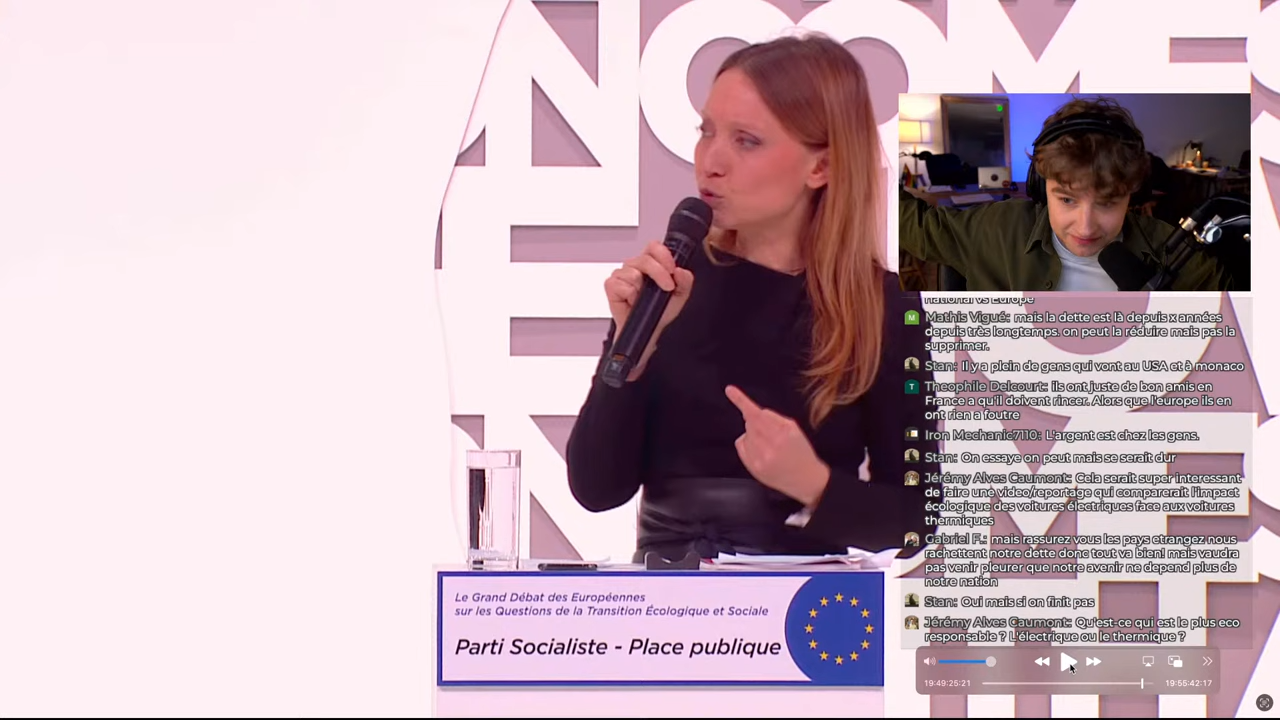 national vs Europe
M Mathis Vigué: mais la dette est là depuis x années
depuis très longtemps. on peut la réduire mais pas la
supprimer.
Stan: Il y a plein de gens qui vont au USA et à monaco
T Theophile Delcourt: ils ont juste de bon amis en
France a qu'il doivent rincer. Alors que l'europe ils en
ont rien a foutre
Iron Mechanic7110: L'argent est chez les gens.
Stan: On essaye on peut mais se serait dur
Jérémy Alves Caumont: Cela serait super interessant
de faire une video/reportage qui comparerait l'impact
écologique des voitures électriques face aux voitures
thermiques
Gabriel F.: mais rassurez vous les pays etrangez nous
rachettent notre dette donc tout va bien! mais vaudra
pas venir pleurer que notre avenir ne depend plus de
notre nation
Stan: Oui mais si on finit pas
Jérémy Alves Caumont: Qu'est-ce qui est le plus eco
responsable ? L'électrique ou le thermique ?
19:49:25:21 19:55:42:17
Le Grand Débat des Européennes
sur les Questions de la Transition Écologique et Sociale
Parti Socialiste - Place publique